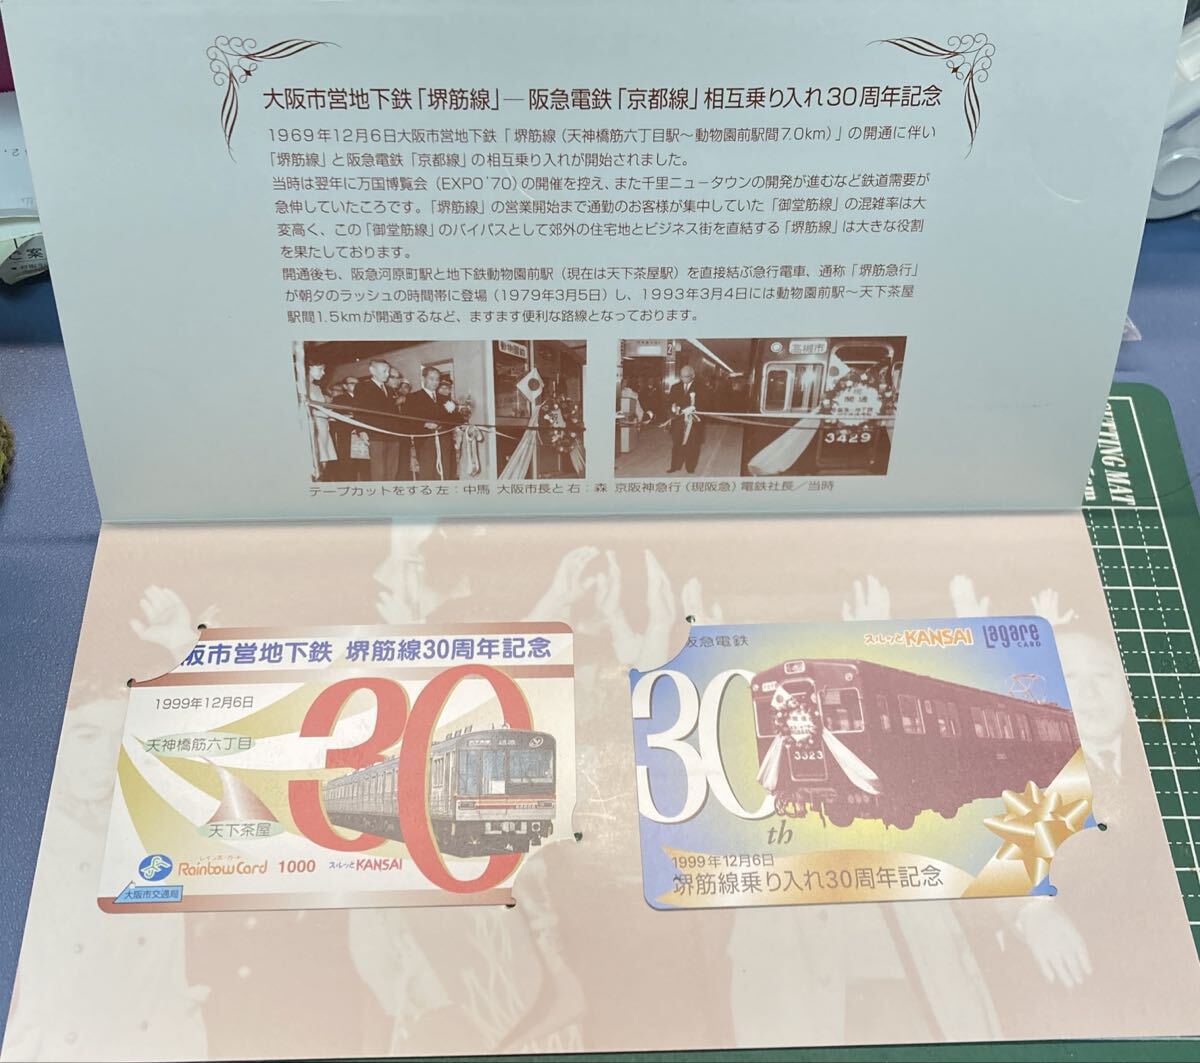 大阪市営地下鉄「堺筋線」―阪急電鉄「京都線」相互乗り入れ30周年記念
1969年12月6日大阪市営地下鉄「堺筋線（天神橋筋六丁目駅～動物園前駅間7.0km）」の開通に伴い
「堺筋線」と阪急電鉄「京都線」の相互乗り入れが開始されました。
当時は翌年に万国博覧会（EXPO'70）の開催を控え、また千里ニュータウンの開発が進むなど鉄道需要が
急伸していたころです。「堺筋線」の営業開始まで通勤のお客様が集中していた「御堂筋線」の混雑率は大
変高く、この「御堂筋線」のバイパスとして郊外の住宅地とビジネス街を直結する「堺筋線」は大きな役割
を果たしております。
開通後も、阪急河原町駅と地下鉄動物園前駅（現在は天下茶屋駅）を直接結ぶ急行電車、通称「堺筋急行」
が朝夕のラッシュの時間帯に登場（1979年3月5日）し、1993年3月4日には動物園前駅～天下茶屋
駅間1.5kmが開通するなど、ますます便利な路線となっております。
動物園前
高槻市
開通
3429
テープカットをする左：中馬 大阪市長と右：森 京阪神急行（現阪急）電鉄社長／当時
阪市営地下鉄 堺筋線30周年記念
1999年12月6日
30
天神橋筋六丁目
天下茶屋
レインボーカード
RainbowCard 1000 スルッとKANSAI
大阪市交通局
阪急電鉄
スルッとKANSAI
Lagare
CARD
30
th
3323
1999年12月6日
堺筋線乗り入れ30周年記念
CUTTING MAT